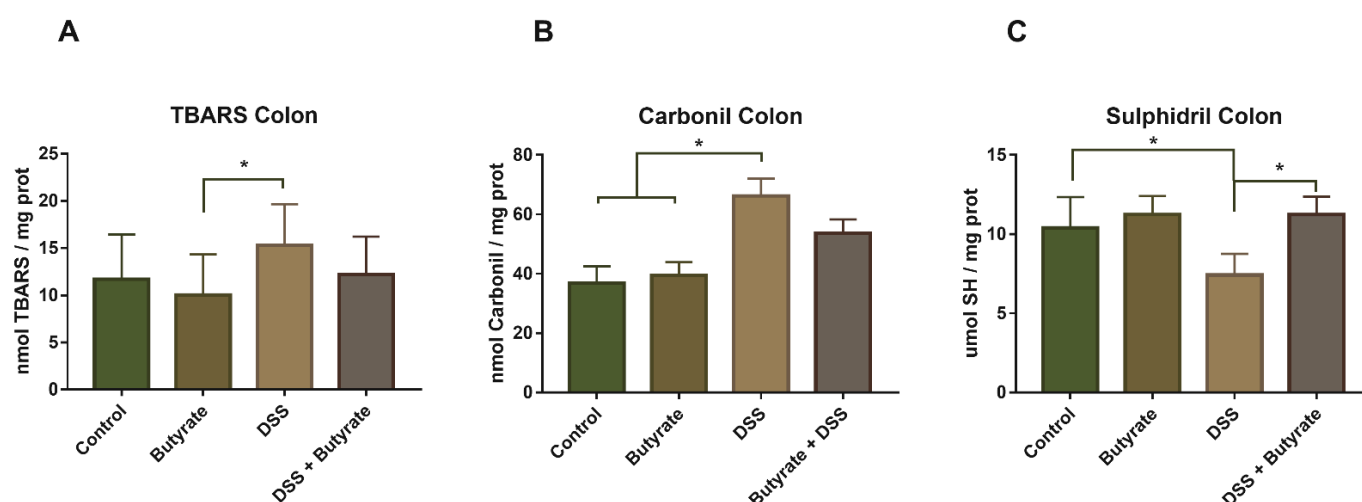 A
B
C
TBARS Colon
nmol TBARS / mg prot
25
20
15
10
5
0
*
Control
Butyrate
DSS
DSS + Butyrate
Carbonil Colon
nmol Carbonil / mg prot
80
60
40
20
0
*
Control
Butyrate
DSS
Butyrate + DSS
Sulphidril Colon
umol SH / mg prot
15
10
5
0
*
*
Control
Butyrate
DSS
DSS + Butyrate